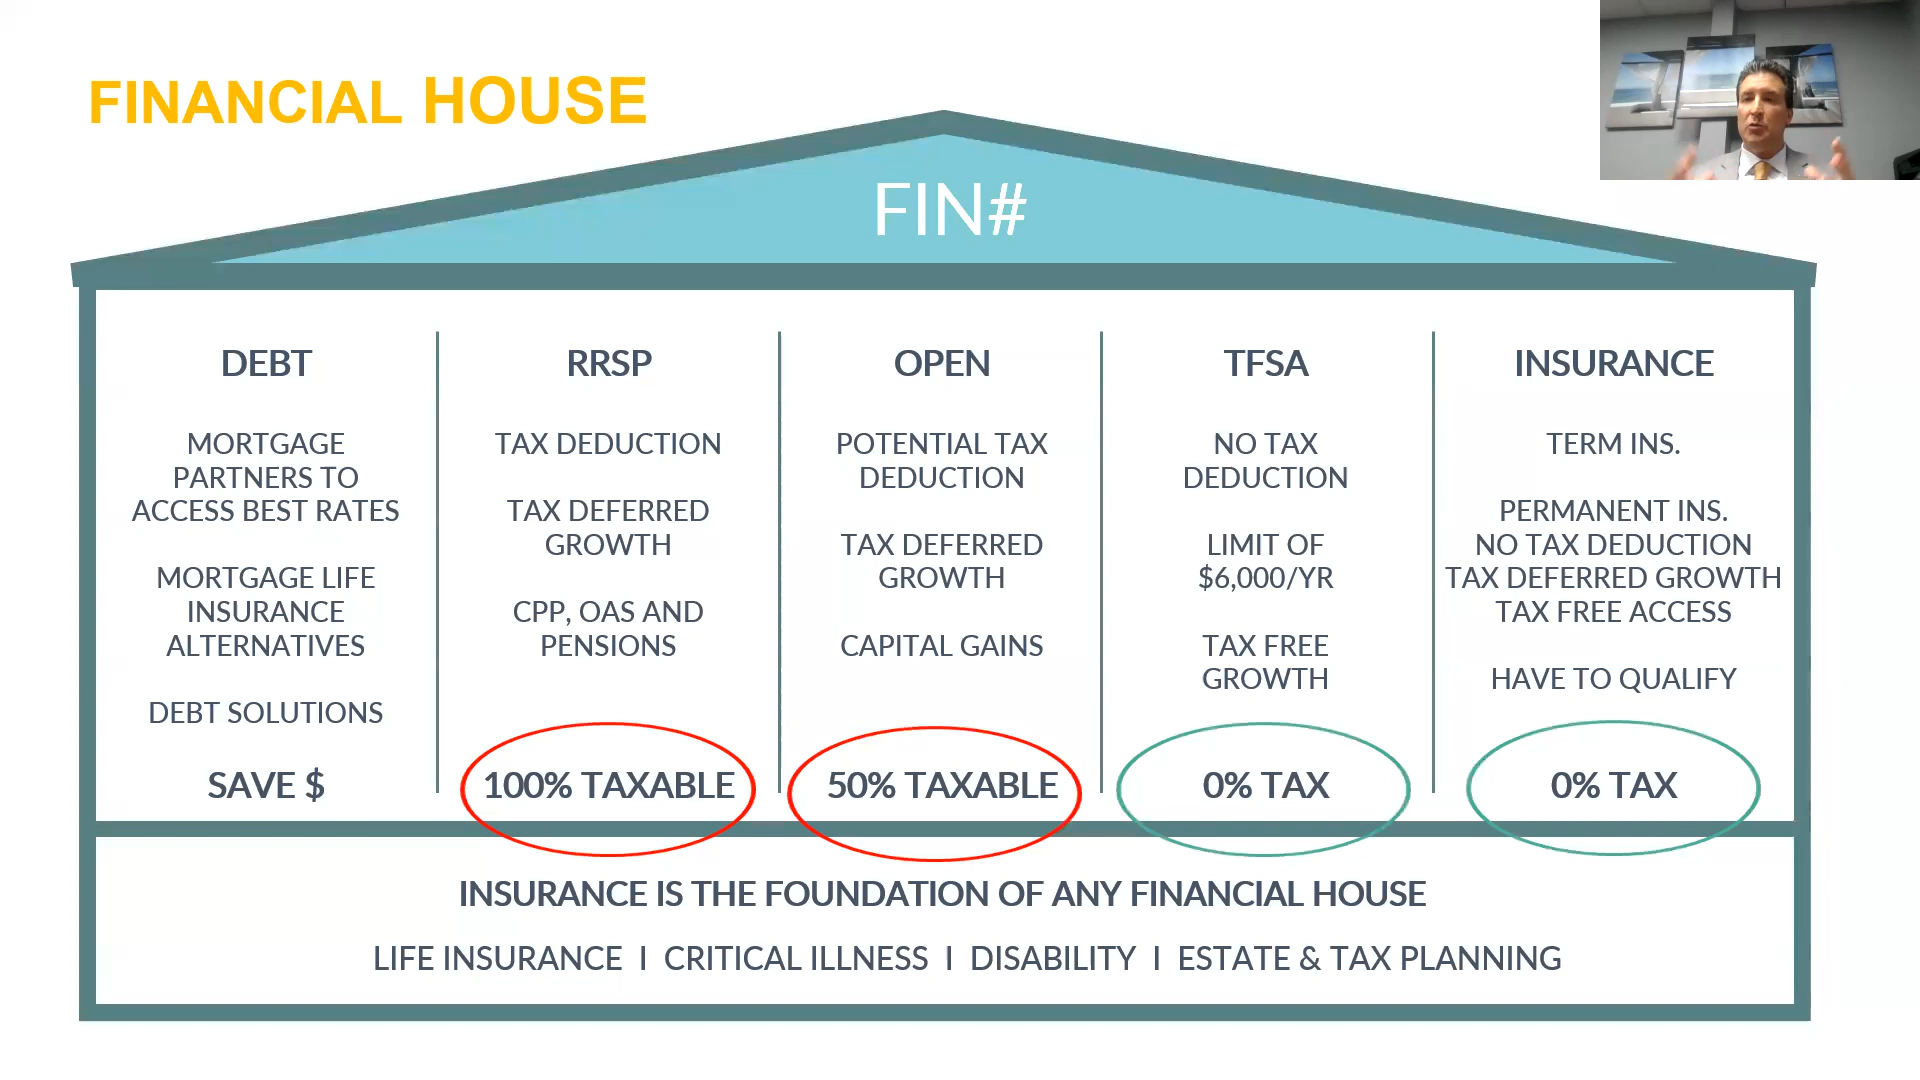 FINANCIAL HOUSE
FIN#
DEBT
MORTGAGE
PARTNERS TO
ACCESS BEST RATES
MORTGAGE LIFE
INSURANCE
ALTERNATIVES
DEBT SOLUTIONS
SAVE $
RRSP
TAX DEDUCTION
TAX DEFERRED
GROWTH
CPP, OAS AND
PENSIONS
100% TAXABLE
OPEN
POTENTIAL TAX
DEDUCTION
TAX DEFERRED
GROWTH
CAPITAL GAINS
50% TAXABLE
TFSA
NO TAX
DEDUCTION
LIMIT OF
$6,000/YR
TAX FREE
GROWTH
0% TAX
INSURANCE
TERM INS.
PERMANENT INS.
NO TAX DEDUCTION
TAX DEFERRED GROWTH
TAX FREE ACCESS
HAVE TO QUALIFY
0% TAX
INSURANCE IS THE FOUNDATION OF ANY FINANCIAL HOUSE
LIFE INSURANCE I CRITICAL ILLNESS I DISABILITY I ESTATE & TAX PLANNING